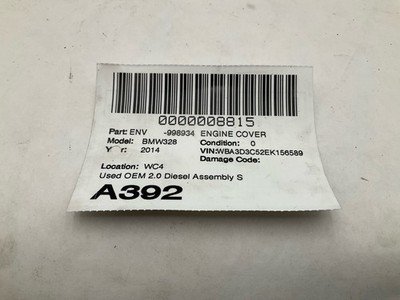 0000008815
Part: ENV -998934 ENGINE COVER
Model: BMW328 Condition: 0
Y r: 2014 VIN:WBA3D3C52EK156589
Damage Code:
Location: WC4
Used OEM 2.0 Diesel Assembly S
A392